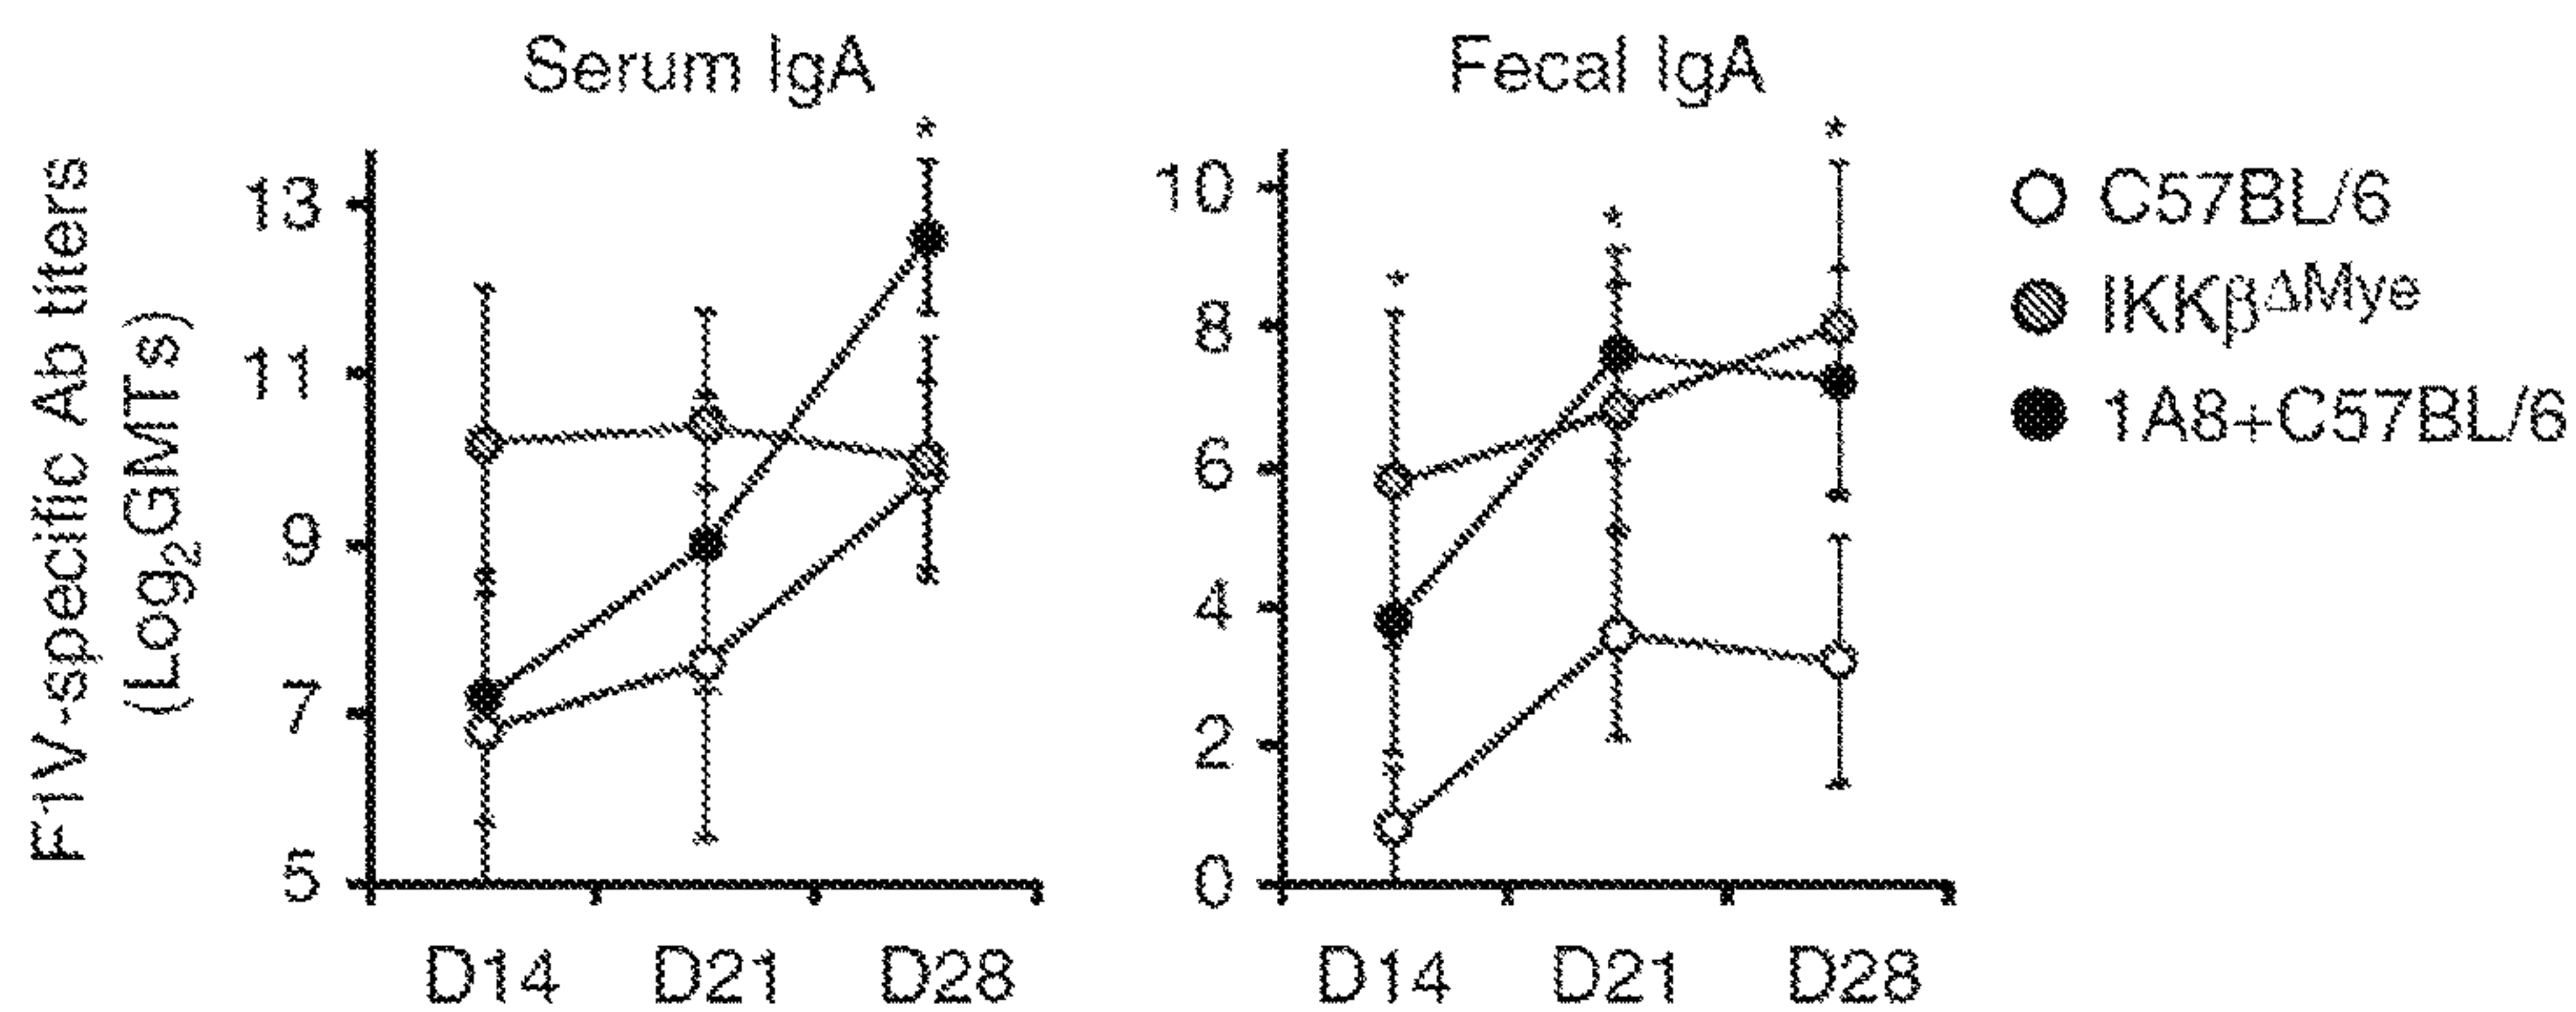 Serum IgA
Fecal IgA
F1V-specific Ab titers
(Log₂GMTs)
13
11
9
7
5
*
D14 D21 D28
10
8
6
4
2
0
*
*
*
D14 D21 D28
C57BL/6
IKKβΔMye
1A8+C57BL/6